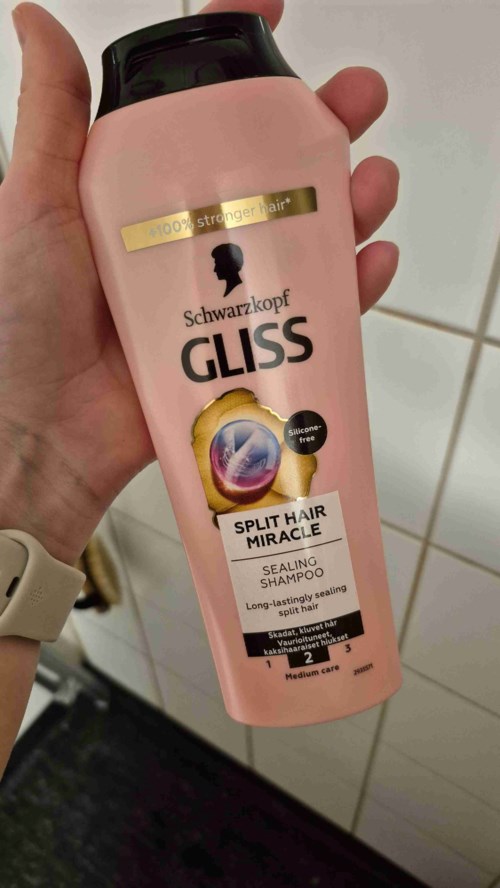 +100% stronger hair*
Schwarzkopf
GLISS
Silicone-
free
SPLIT HAIR
MIRACLE
SEALING
SHAMPOO
Long-lastingly sealing
split hair
Skadat, kluvet hår
Vaurioituneet,
kaksihaaraiset hiukset
1 2 3
Medium care